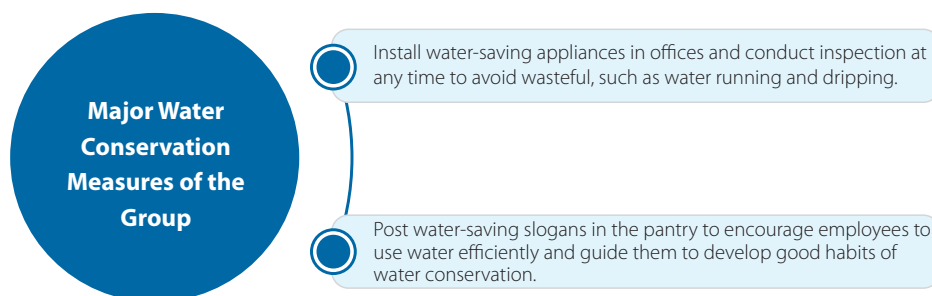 Major Water
Conservation
Measures of the
Group
Install water-saving appliances in offices and conduct inspection at
any time to avoid wasteful, such as water running and dripping.
Post water-saving slogans in the pantry to encourage employees to
use water efficiently and guide them to develop good habits of
water conservation.